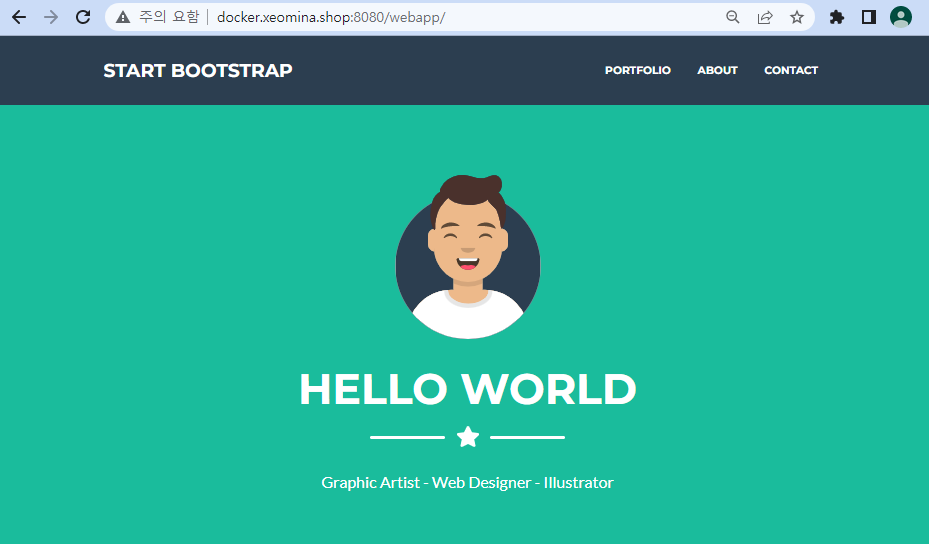 주의 요함 docker.xeomina.shop:8080/webapp/
START BOOTSTRAP PORTFOLIO ABOUT CONTACT
HELLO WORLD
Graphic Artist - Web Designer - Illustrator